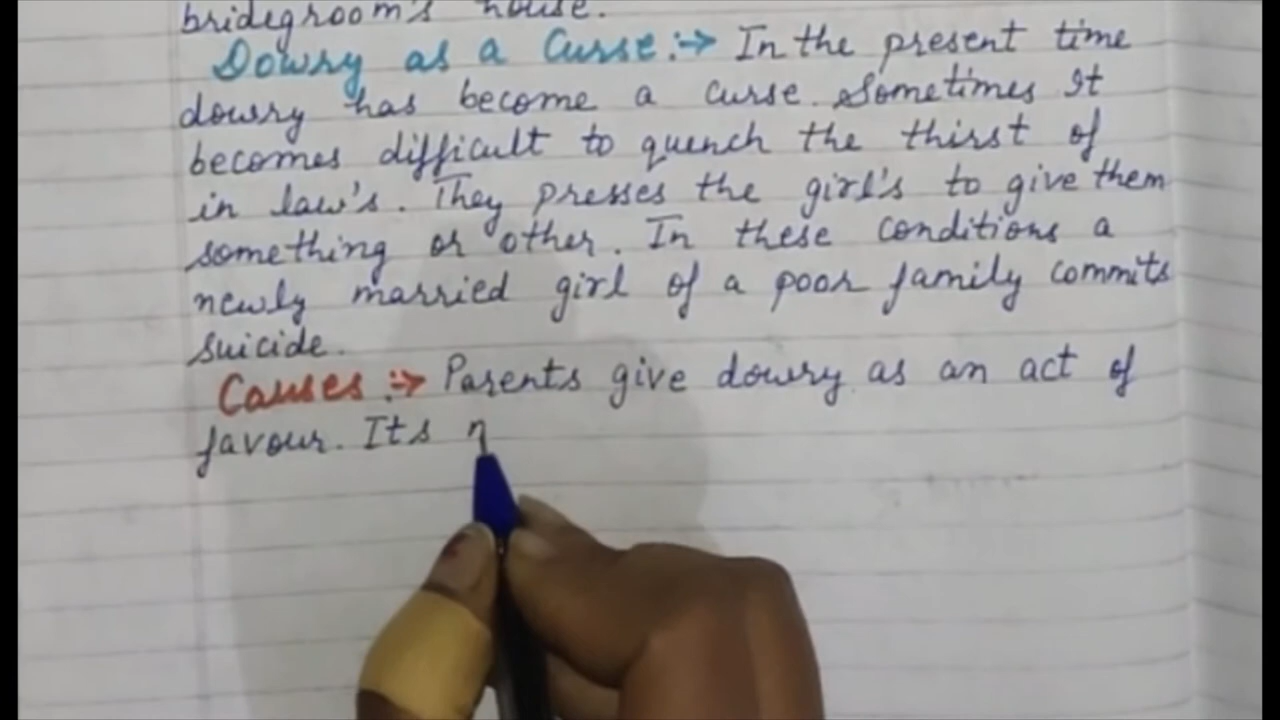 bridegroom's house.
Dowry as a Curse :→ In the present time
dowry has become a curse. Sometimes It
becomes difficult to quench the thirst of
in law's. They presses the girl's to give them
something or other. In these conditions a
newly married girl of a poor family commits
suicide.
Causes :→ Parents give dowry as an act of
favour. Its n